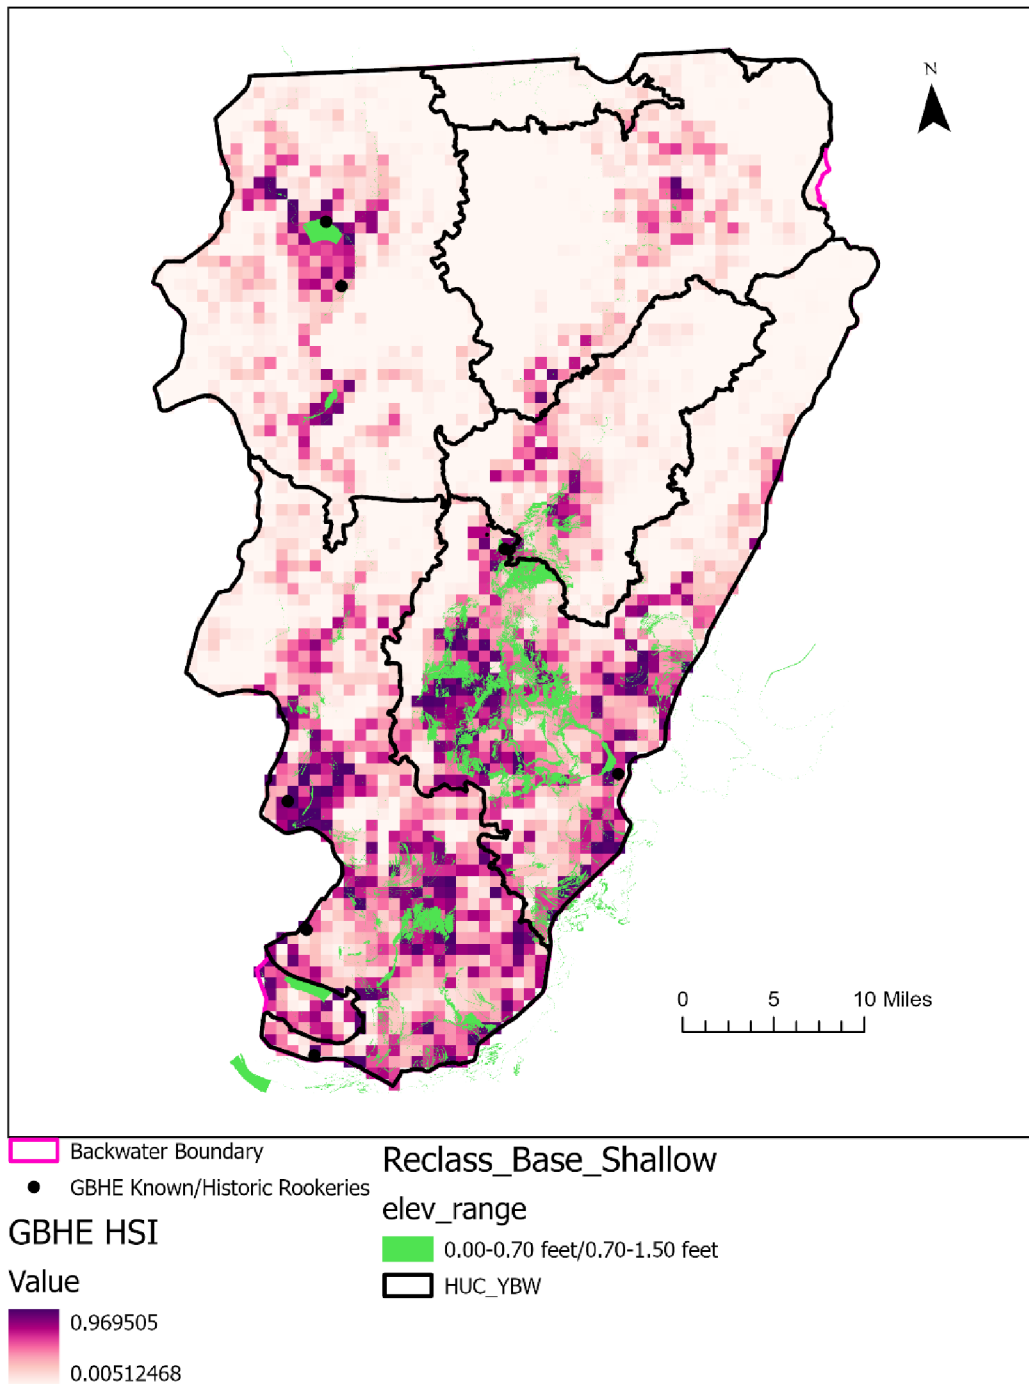 N
0 5 10 Miles
Backwater Boundary
GBHE Known/Historic Rookeries
GBHE HSI
Value
0.969505
0.00512468
Reclass_Base_Shallow
elev_range
0.00-0.70 feet/0.70-1.50 feet
HUC_YBW